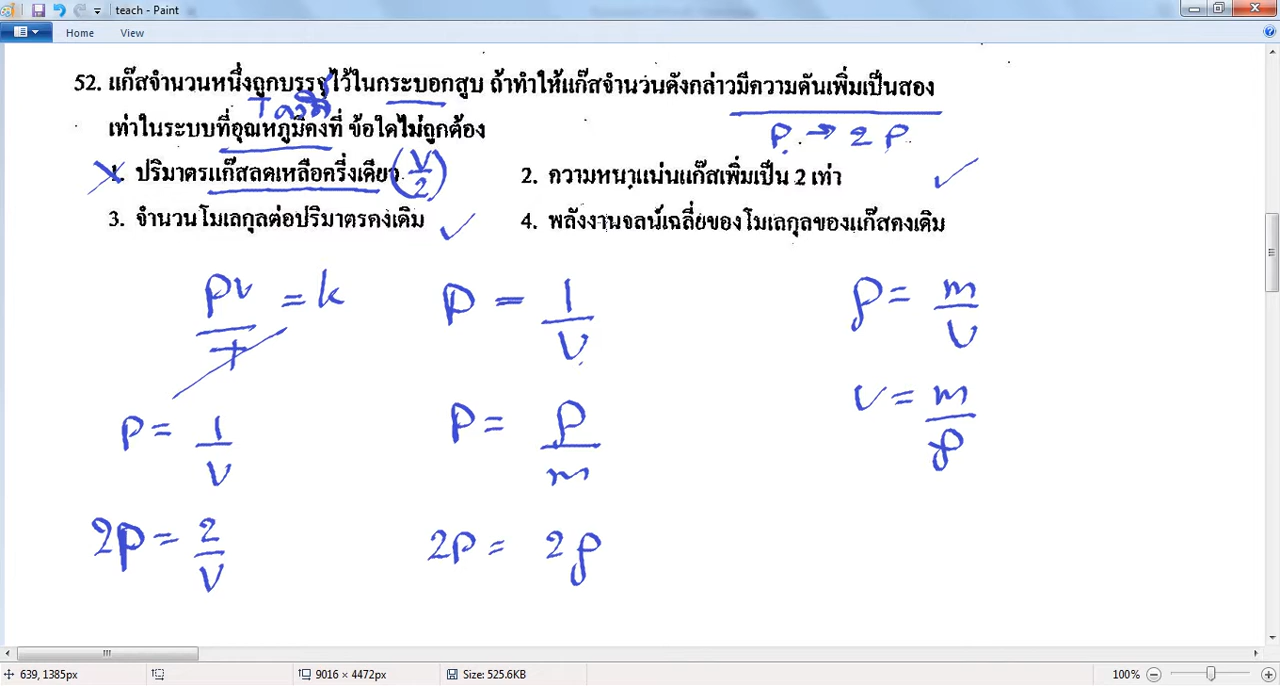 teach - Paint
Home View
52. แก๊สจำนวนหนึ่งถูกบรรจุไว้ในกระบอกสูบ ถ้าทำให้แก๊สจำนวนดังกล่าวมีความดันเพิ่มเป็นสอง
T คงที่
เท่าในระบบที่อุณหภูมิคงที่ ข้อใดไม่ถูกต้อง
P → 2 P
1. ปริมาตรแก๊สลดเหลือครึ่งเดียว (V/2) 2. ความหนาแน่นแก๊สเพิ่มเป็น 2 เท่า
3. จำนวนโมเลกุลต่อปริมาตรคงเดิม 4. พลังงานจลน์เฉลี่ยของโมเลกุลของแก๊สคงเดิม
PV/T = k P = 1/V ρ = m/V
P = 1/V P = ρ/m V = m/ρ
2P = 2/V 2P = 2ρ
639, 1385px 9016 × 4472px Size: 525.6KB 100%